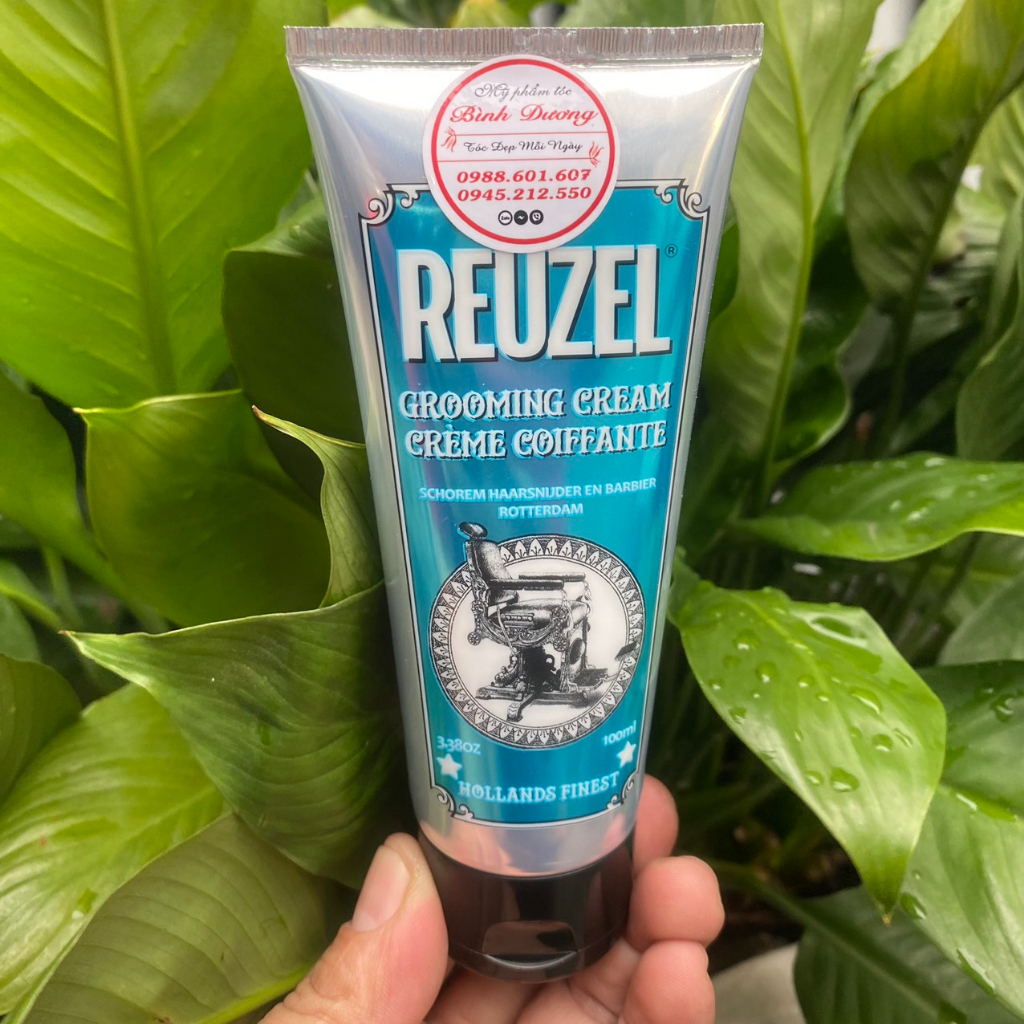 Mỹ phẩm tóc
Bình Dương
Tóc Đẹp Mỗi Ngày
0988.601.607
0945.212.550
Zalo
REUZEL®
GROOMING CREAM
CRÈME COIFFANTE
SCHOREM HAARSNIJDER EN BARBIER
ROTTERDAM
3.38OZ
100ml
HOLLANDS FINEST